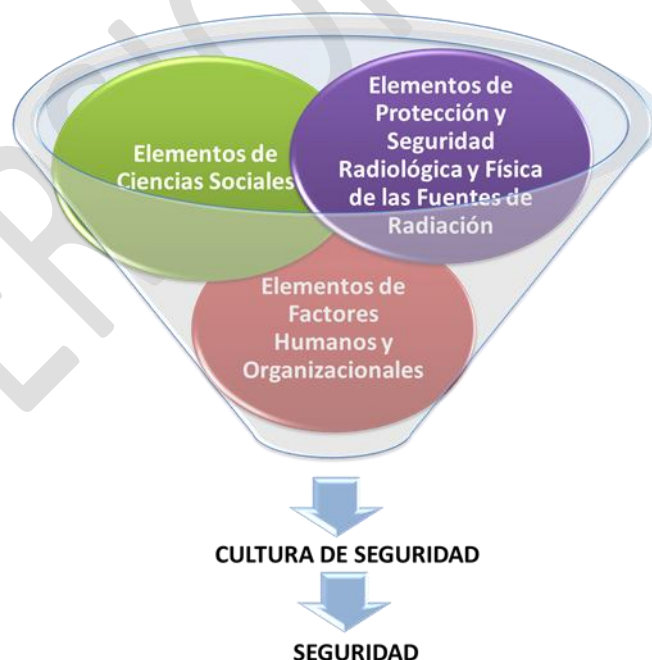 Elementos de
Ciencias Sociales
Elementos de
Protección y
Seguridad
Radiológica y Física
de las Fuentes de
Radiación
Elementos de
Factores
Humanos y
Organizacionales
CULTURA DE SEGURIDAD
SEGURIDAD